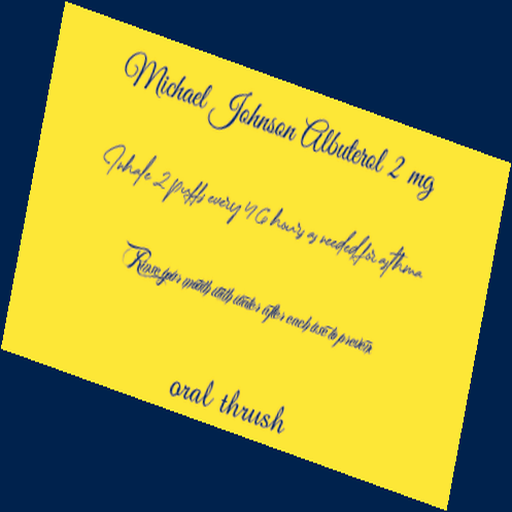 Michael Johnson Albuterol 2 mg
Inhale 2 puffs every 4 6 hours as needed for asthma
Rinse your mouth with water after each use to prevent
oral thrush